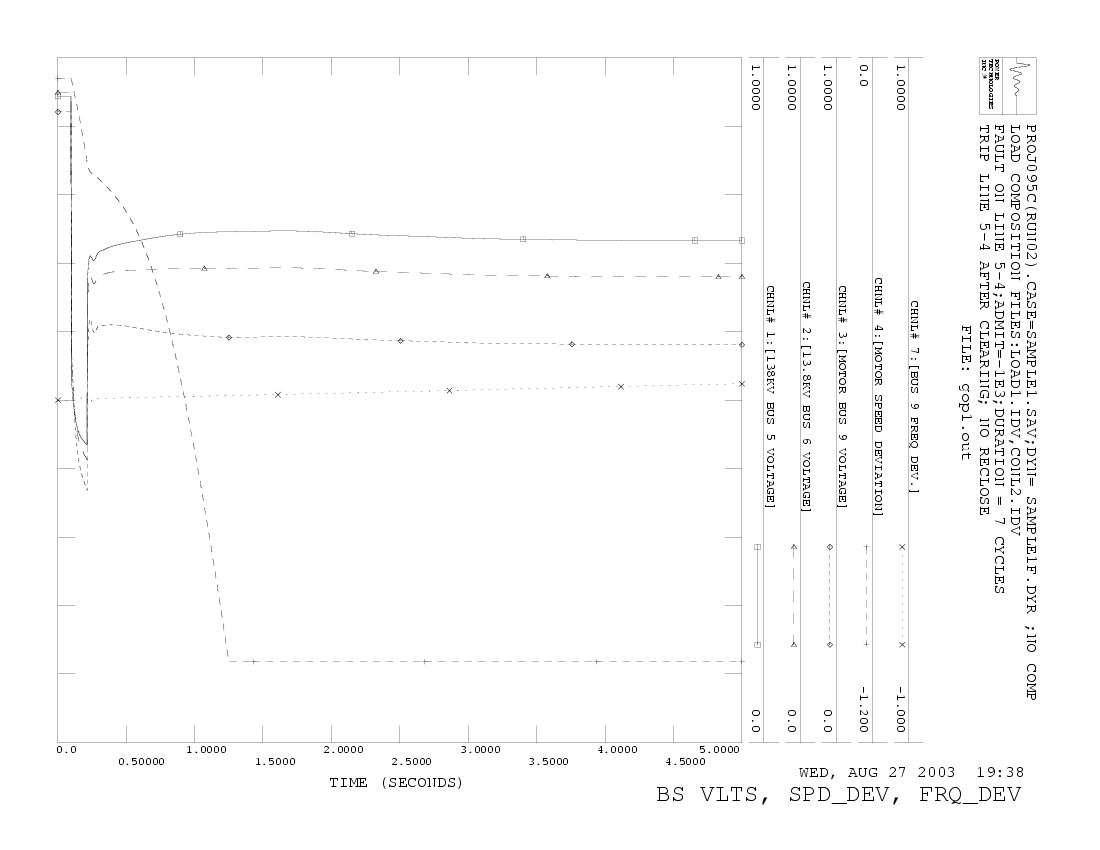 POWER
TECHNOLOGIES
INC.®
PROJ095C(RUN02).CASE=SAMPLE1.SAV;DYN= SAMPLE1F.DYR ;NO COMP
LOAD COMPOSITION FILES:LOAD1.IDV,CONL2.IDV
FAULT ON LINE 5-4;ADMIT=-1E3;DURATION = 7 CYCLES
TRIP LINE 5-4 AFTER CLEARING; NO RECLOSE
FILE: gopl.out
CHNL# 7:[BUS 9 FREQ DEV.]
1.0000 -1.000
CHNL# 4:[MOTOR SPEED DEVIATION]
0.0 -1.200
CHNL# 3:[MOTOR BUS 9 VOLTAGE]
1.0000 0.0
CHNL# 2:[13.8KV BUS 6 VOLTAGE]
1.0000 0.0
CHNL# 1:[138KV BUS 5 VOLTAGE]
1.0000 0.0
0.0 1.0000 2.0000 3.0000 4.0000 5.0000
0.50000 1.5000 2.5000 3.5000 4.5000
TIME (SECONDS)
WED, AUG 27 2003 19:38
BS VLTS, SPD_DEV, FRQ_DEV